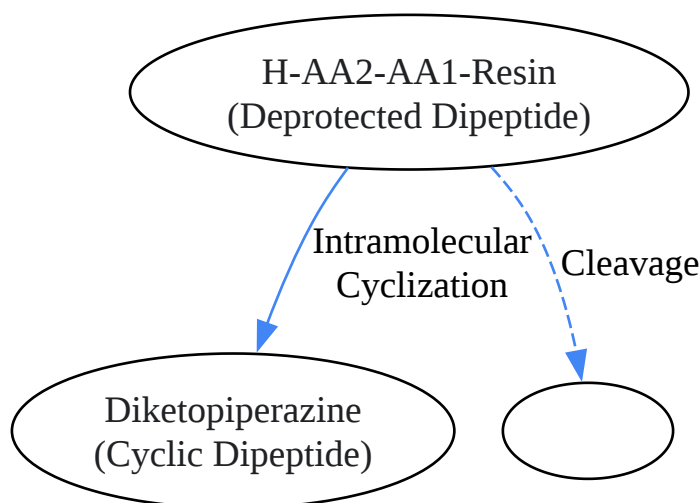 H-AA2-AA1-Resin
(Deprotected Dipeptide)
Intramolecular
Cyclization
Cleavage
Diketopiperazine
(Cyclic Dipeptide)